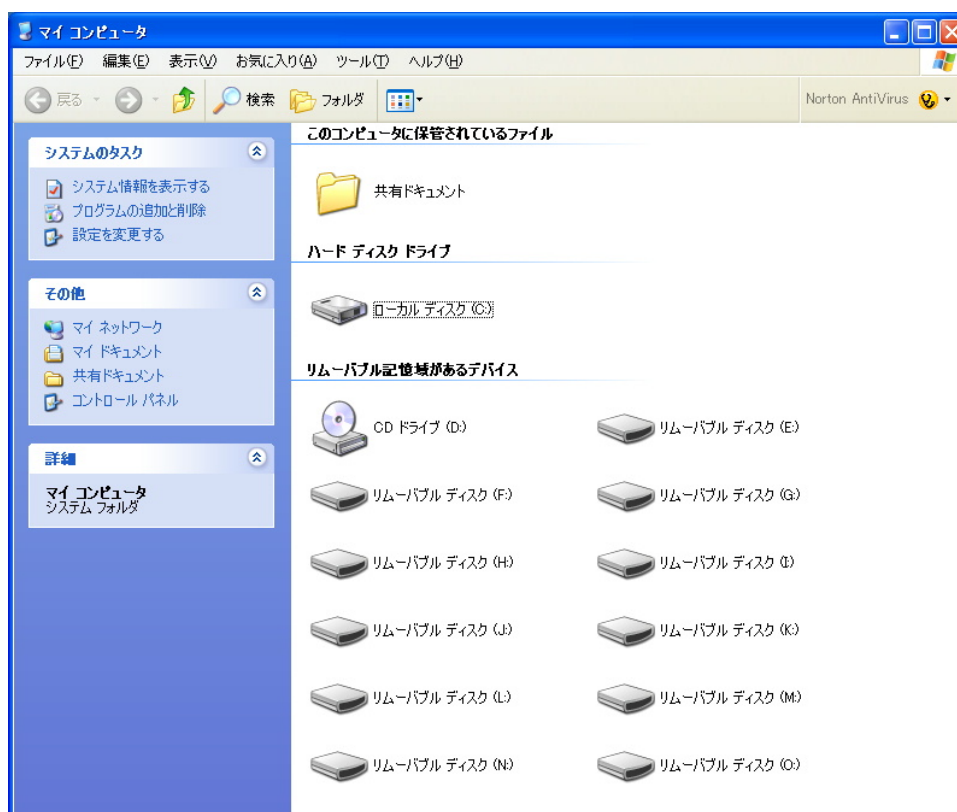 マイ コンピュータ
ファイル(F) 編集(E) 表示(V) お気に入り(A) ツール(T) ヘルプ(H)
戻る 検索 フォルダ Norton AntiVirus
システムのタスク
システム情報を表示する
プログラムの追加と削除
設定を変更する
その他
マイ ネットワーク
マイ ドキュメント
共有ドキュメント
コントロール パネル
詳細
マイ コンピュータ
システム フォルダ
このコンピュータに保管されているファイル
共有ドキュメント
ハード ディスク ドライブ
ローカル ディスク (C:)
リムーバブル記憶域があるデバイス
CD ドライブ (D:) リムーバブル ディスク (E:)
リムーバブル ディスク (F:) リムーバブル ディスク (G:)
リムーバブル ディスク (H:) リムーバブル ディスク (I:)
リムーバブル ディスク (J:) リムーバブル ディスク (K:)
リムーバブル ディスク (L:) リムーバブル ディスク (M:)
リムーバブル ディスク (N:) リムーバブル ディスク (O:)